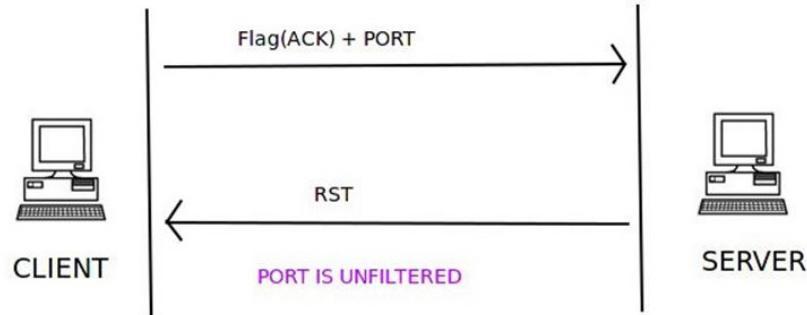 Flag(ACK) + PORT
RST
CLIENT
SERVER
PORT IS UNFILTERED